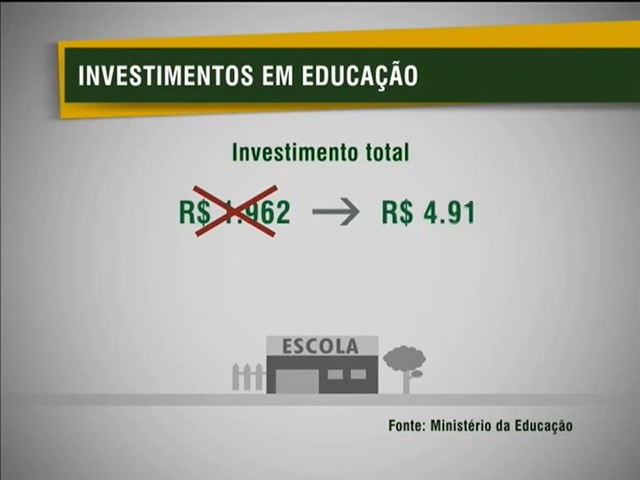 INVESTIMENTOS EM EDUCAÇÃO
Investimento total
R$ 1.962 R$ 4.91
ESCOLA
Fonte: Ministério da Educação